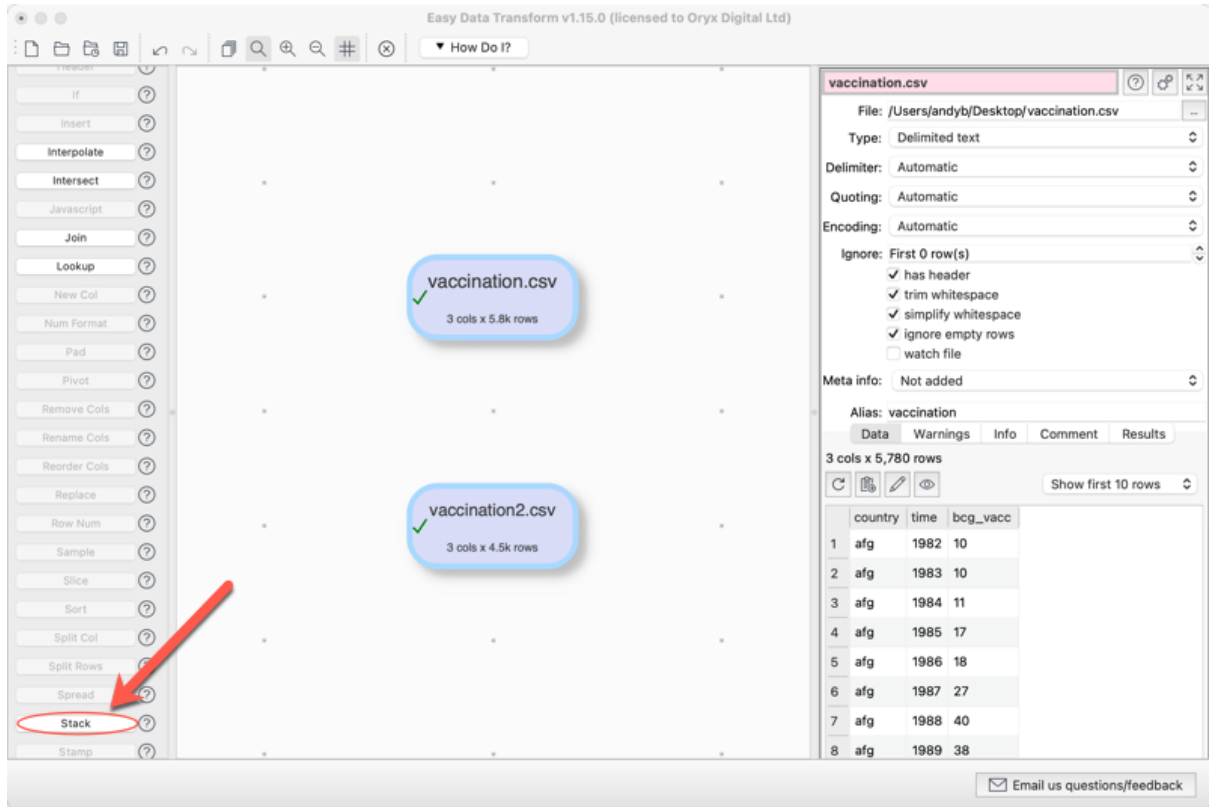 Easy Data Transform v1.15.0 (licensed to Oryx Digital Ltd)
▼ How Do I?
Header
If
Insert
Interpolate
Intersect
Javascript
Join
Lookup
New Col
Num Format
Pad
Pivot
Remove Cols
Rename Cols
Reorder Cols
Replace
Row Num
Sample
Slice
Sort
Split Col
Split Rows
Spread
Stack
Stamp
vaccination.csv
3 cols x 5.8k rows
vaccination2.csv
3 cols x 4.5k rows
vaccination.csv
File: /Users/andyb/Desktop/vaccination.csv ...
Type: Delimited text
Delimiter: Automatic
Quoting: Automatic
Encoding: Automatic
Ignore: First 0 row(s)
has header
trim whitespace
simplify whitespace
ignore empty rows
watch file
Meta info: Not added
Alias: vaccination
Data Warnings Info Comment Results
3 cols x 5,780 rows
Show first 10 rows
country time bcg_vacc
1 afg 1982 10
2 afg 1983 10
3 afg 1984 11
4 afg 1985 17
5 afg 1986 18
6 afg 1987 27
7 afg 1988 40
8 afg 1989 38
Email us questions/feedback